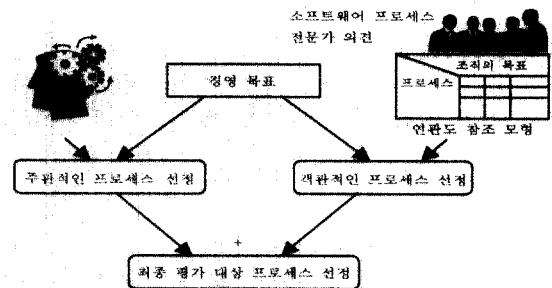 소프트웨어 프로세스
전문가 의견
경영 목표
조직의 목표
프로세스
연관도 참조 모형
주관적인 프로세스 선정
객관적인 프로세스 선정
+
최종 평가 대상 프로세스 선정